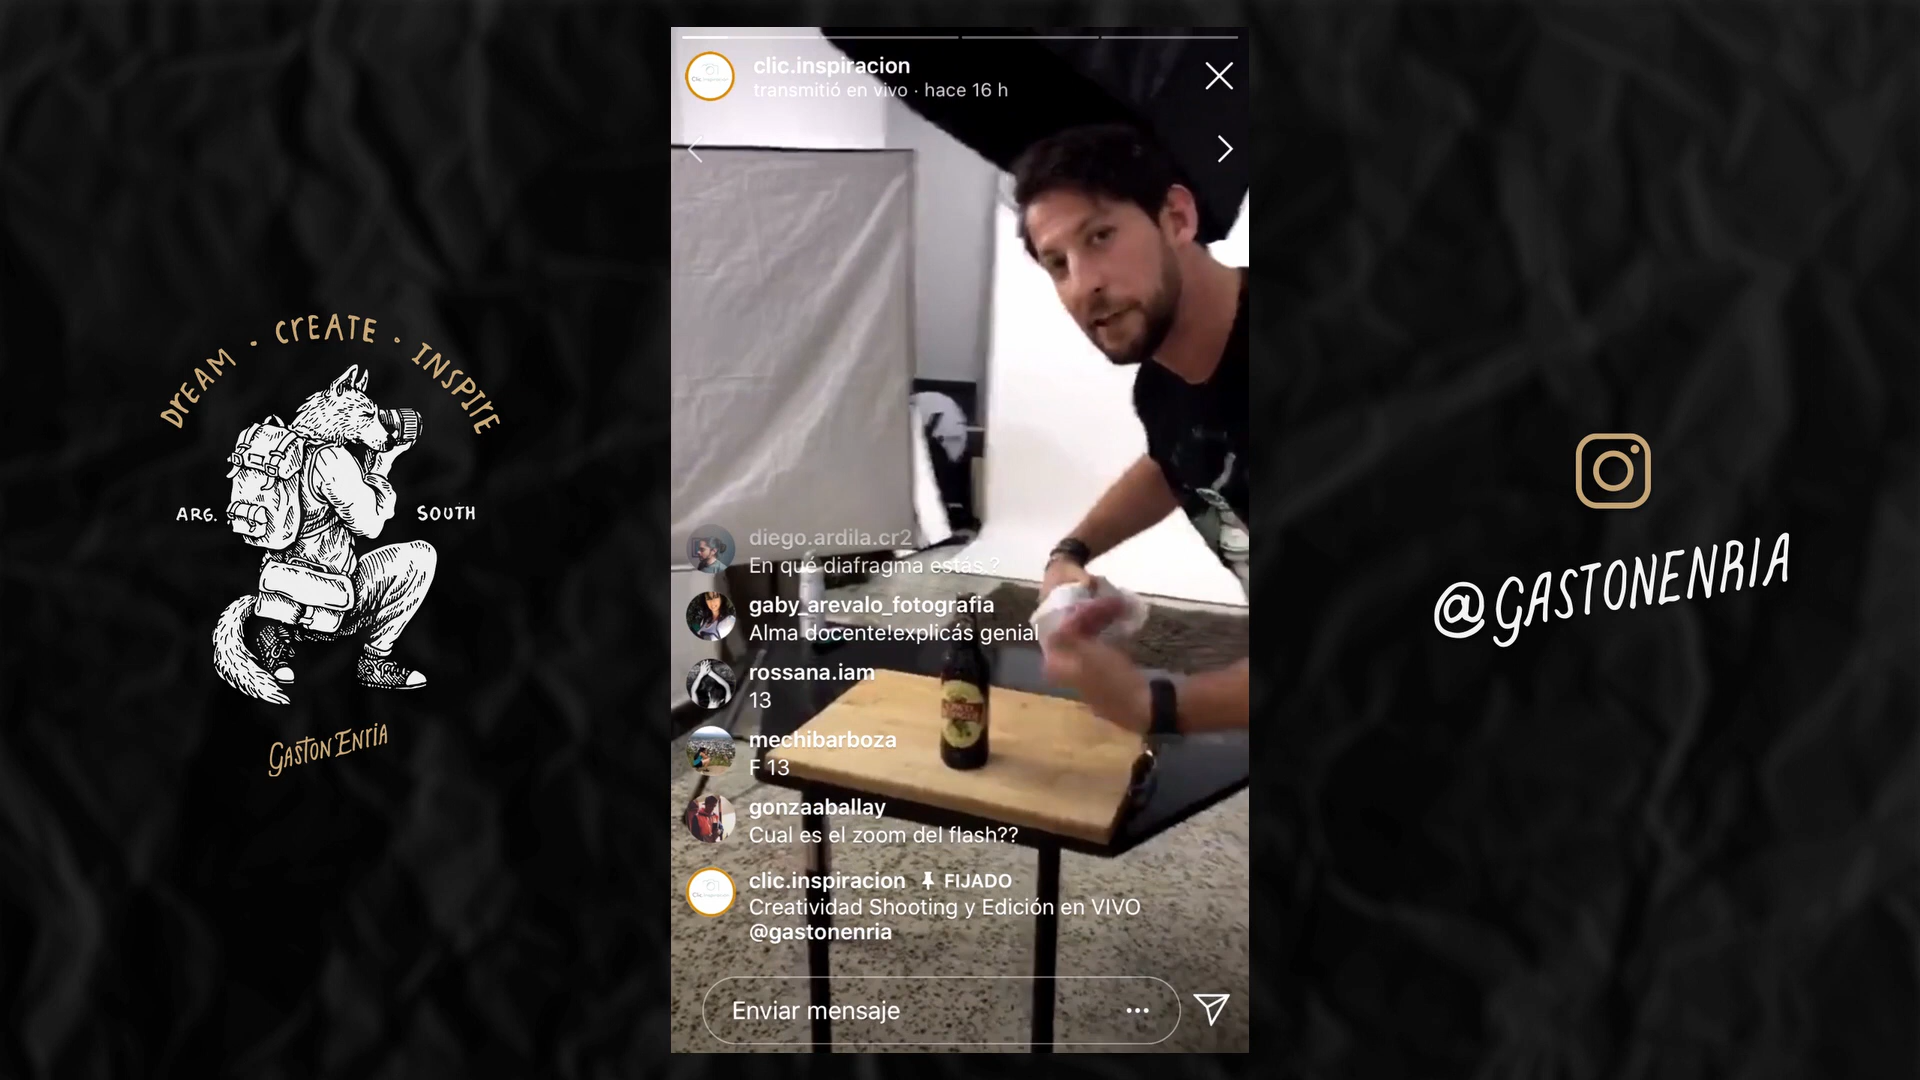 DREAM · CREATE · INSPIRE
ARG. SOUTH
GASTON ENRIA
clic.inspiracion
transmitió en vivo · hace 16 h
diego.ardila.cr2
En qué diafragma estás.?
gaby_arevalo_fotografia
Alma docente!explicás genial
rossana.iam
13
mechibarboza
F 13
gonzaaballay
Cual es el zoom del flash??
clic.inspiracion FIJADO
Creatividad Shooting y Edición en VIVO
@gastonenria
Enviar mensaje
@GASTONENRIA